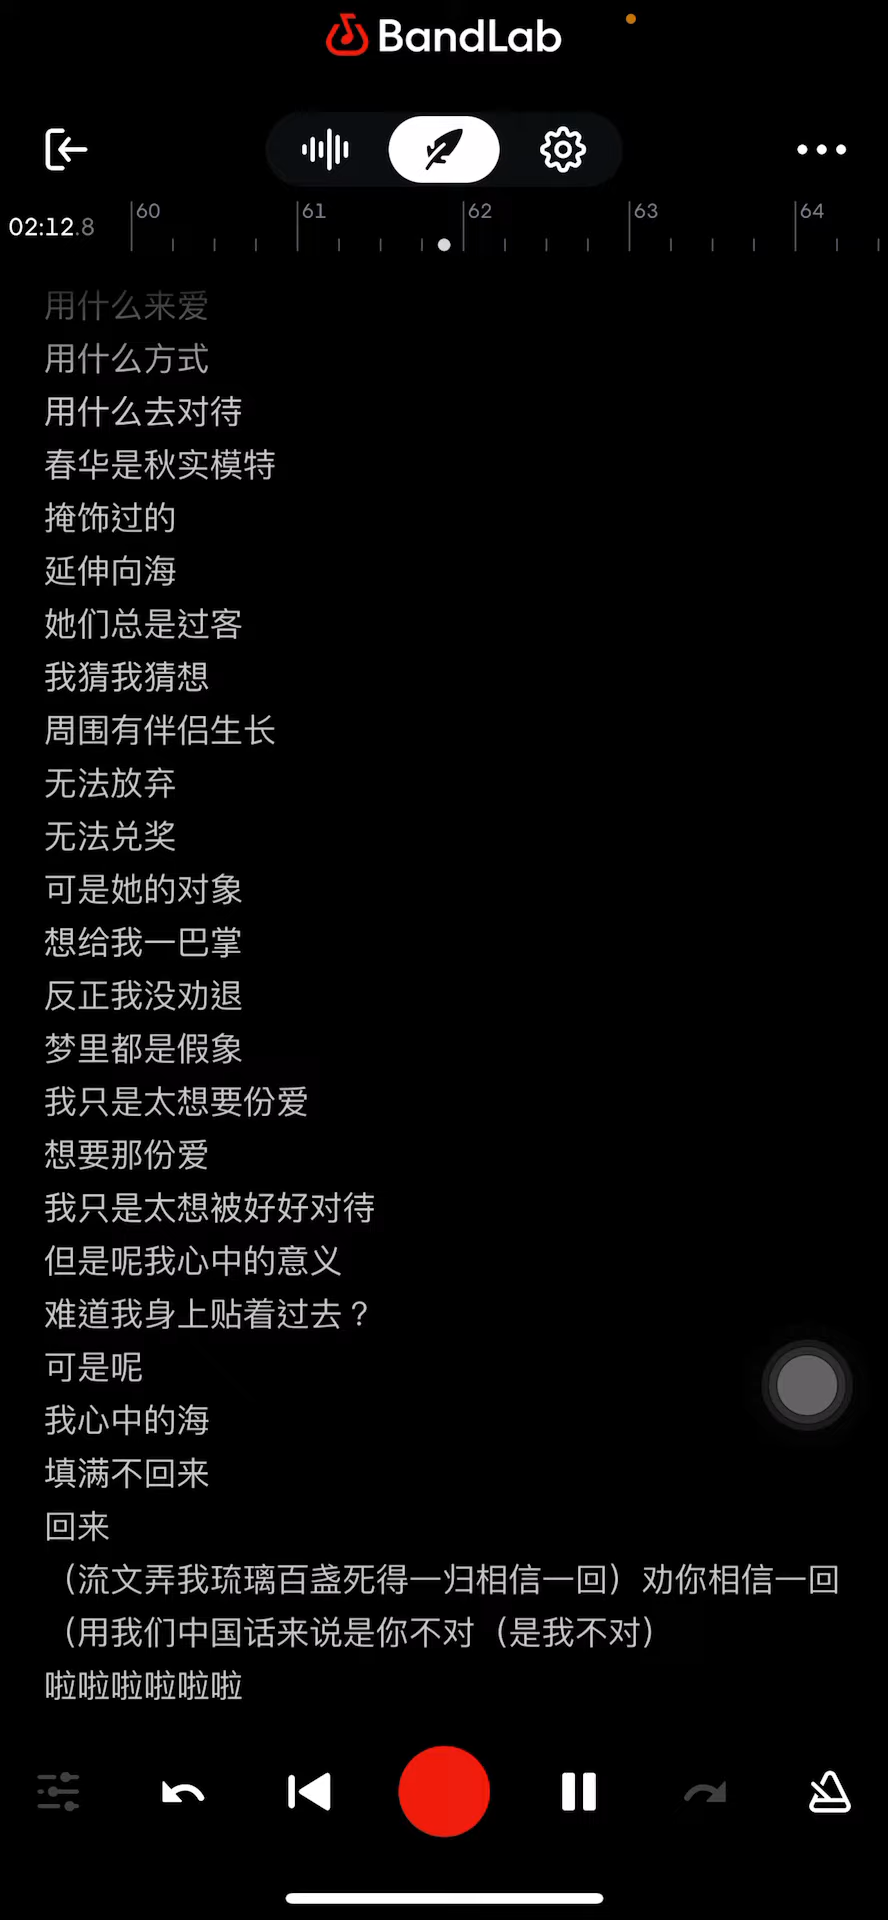 BandLab
02:12.8
60 61 62 63 64
用什么来爱
用什么方式
用什么去对待
春华是秋实模特
掩饰过的
延伸向海
她们总是过客
我猜我猜想
周围有伴侣生长
无法放弃
无法兑奖
可是她的对象
想给我一巴掌
反正我没劝退
梦里都是假象
我只是太想要份爱
想要那份爱
我只是太想被好好对待
但是呢我心中的意义
难道我身上贴着过去？
可是呢
我心中的海
填满不回来
回来
（流文弄我琉璃百盏死得一归相信一回）劝你相信一回
（用我们中国话来说是你不对（是我不对）
啦啦啦啦啦啦